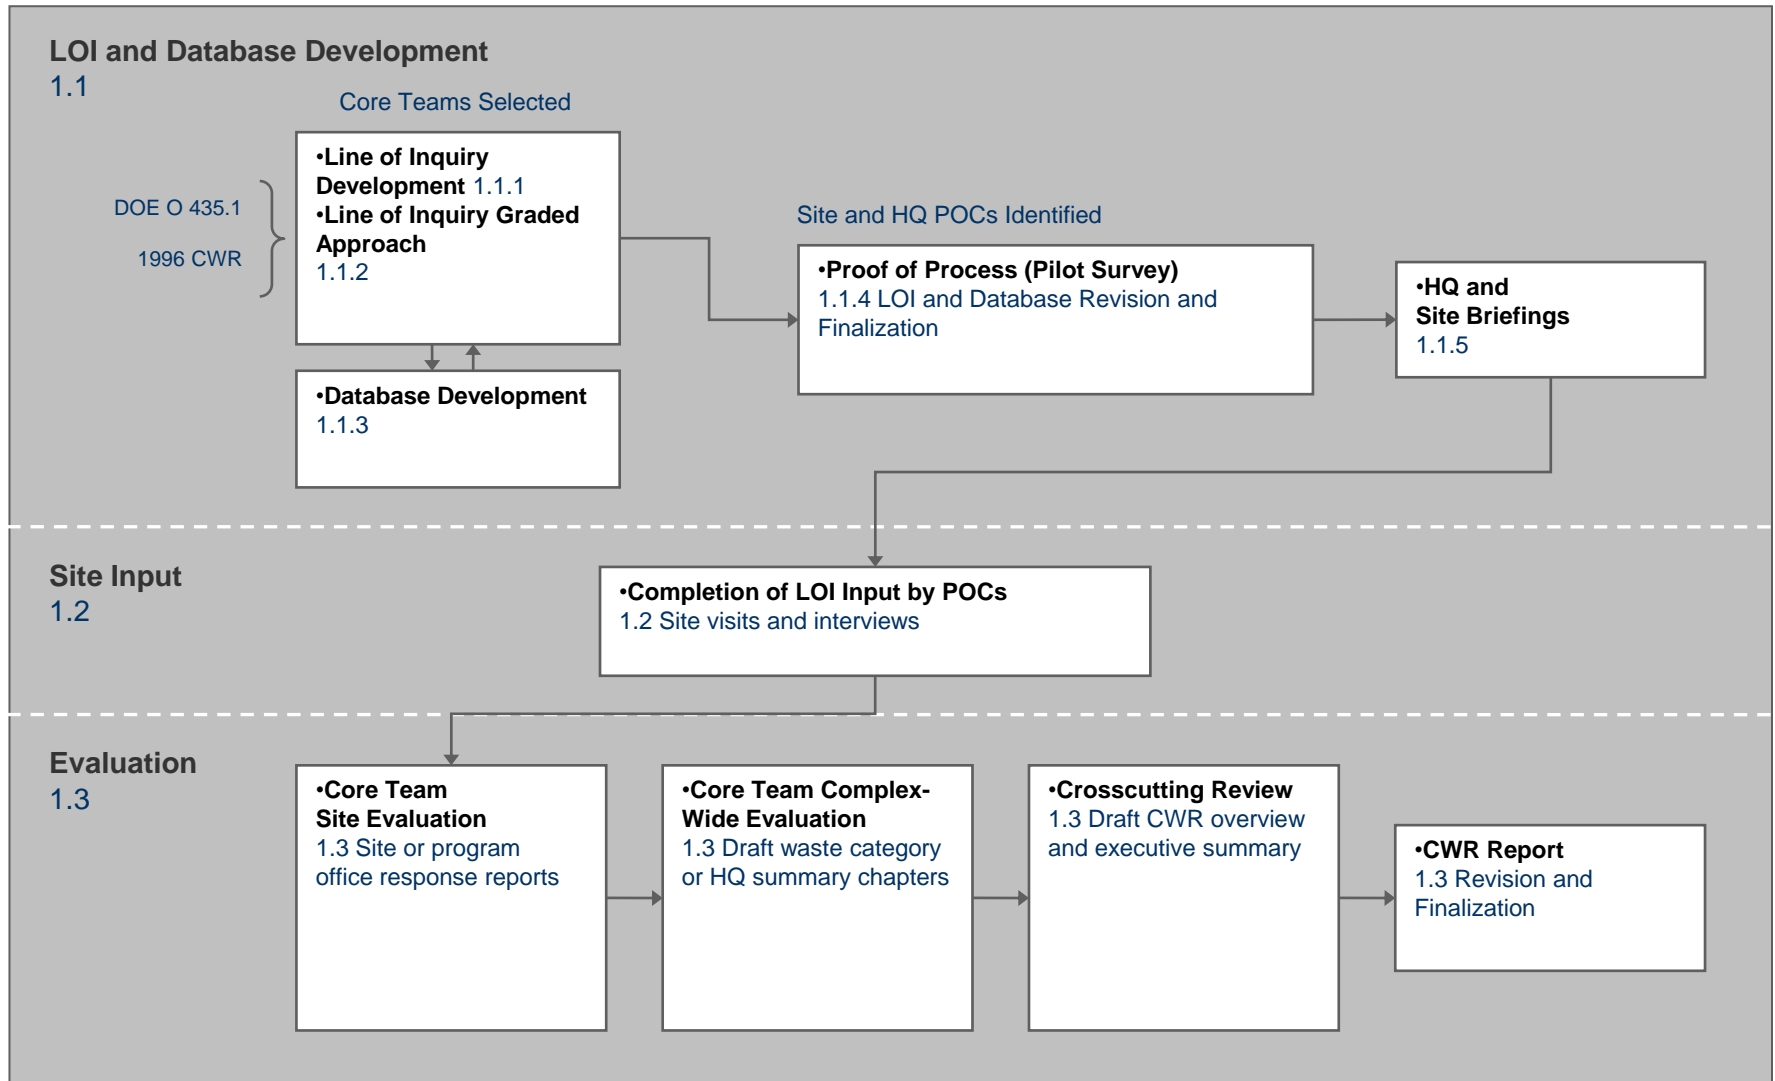 LOI and Database Development
1.1
Core Teams Selected
DOE O 435.1
1996 CWR
•Line of Inquiry
Development 1.1.1
•Line of Inquiry Graded
Approach
1.1.2
•Database Development
1.1.3
Site and HQ POCs Identified
•Proof of Process (Pilot Survey)
1.1.4 LOI and Database Revision and
Finalization
•HQ and
Site Briefings
1.1.5
Site Input
1.2
•Completion of LOI Input by POCs
1.2 Site visits and interviews
Evaluation
1.3
•Core Team
Site Evaluation
1.3 Site or program
office response reports
•Core Team Complex-
Wide Evaluation
1.3 Draft waste category
or HQ summary chapters
•Crosscutting Review
1.3 Draft CWR overview
and executive summary
•CWR Report
1.3 Revision and
Finalization